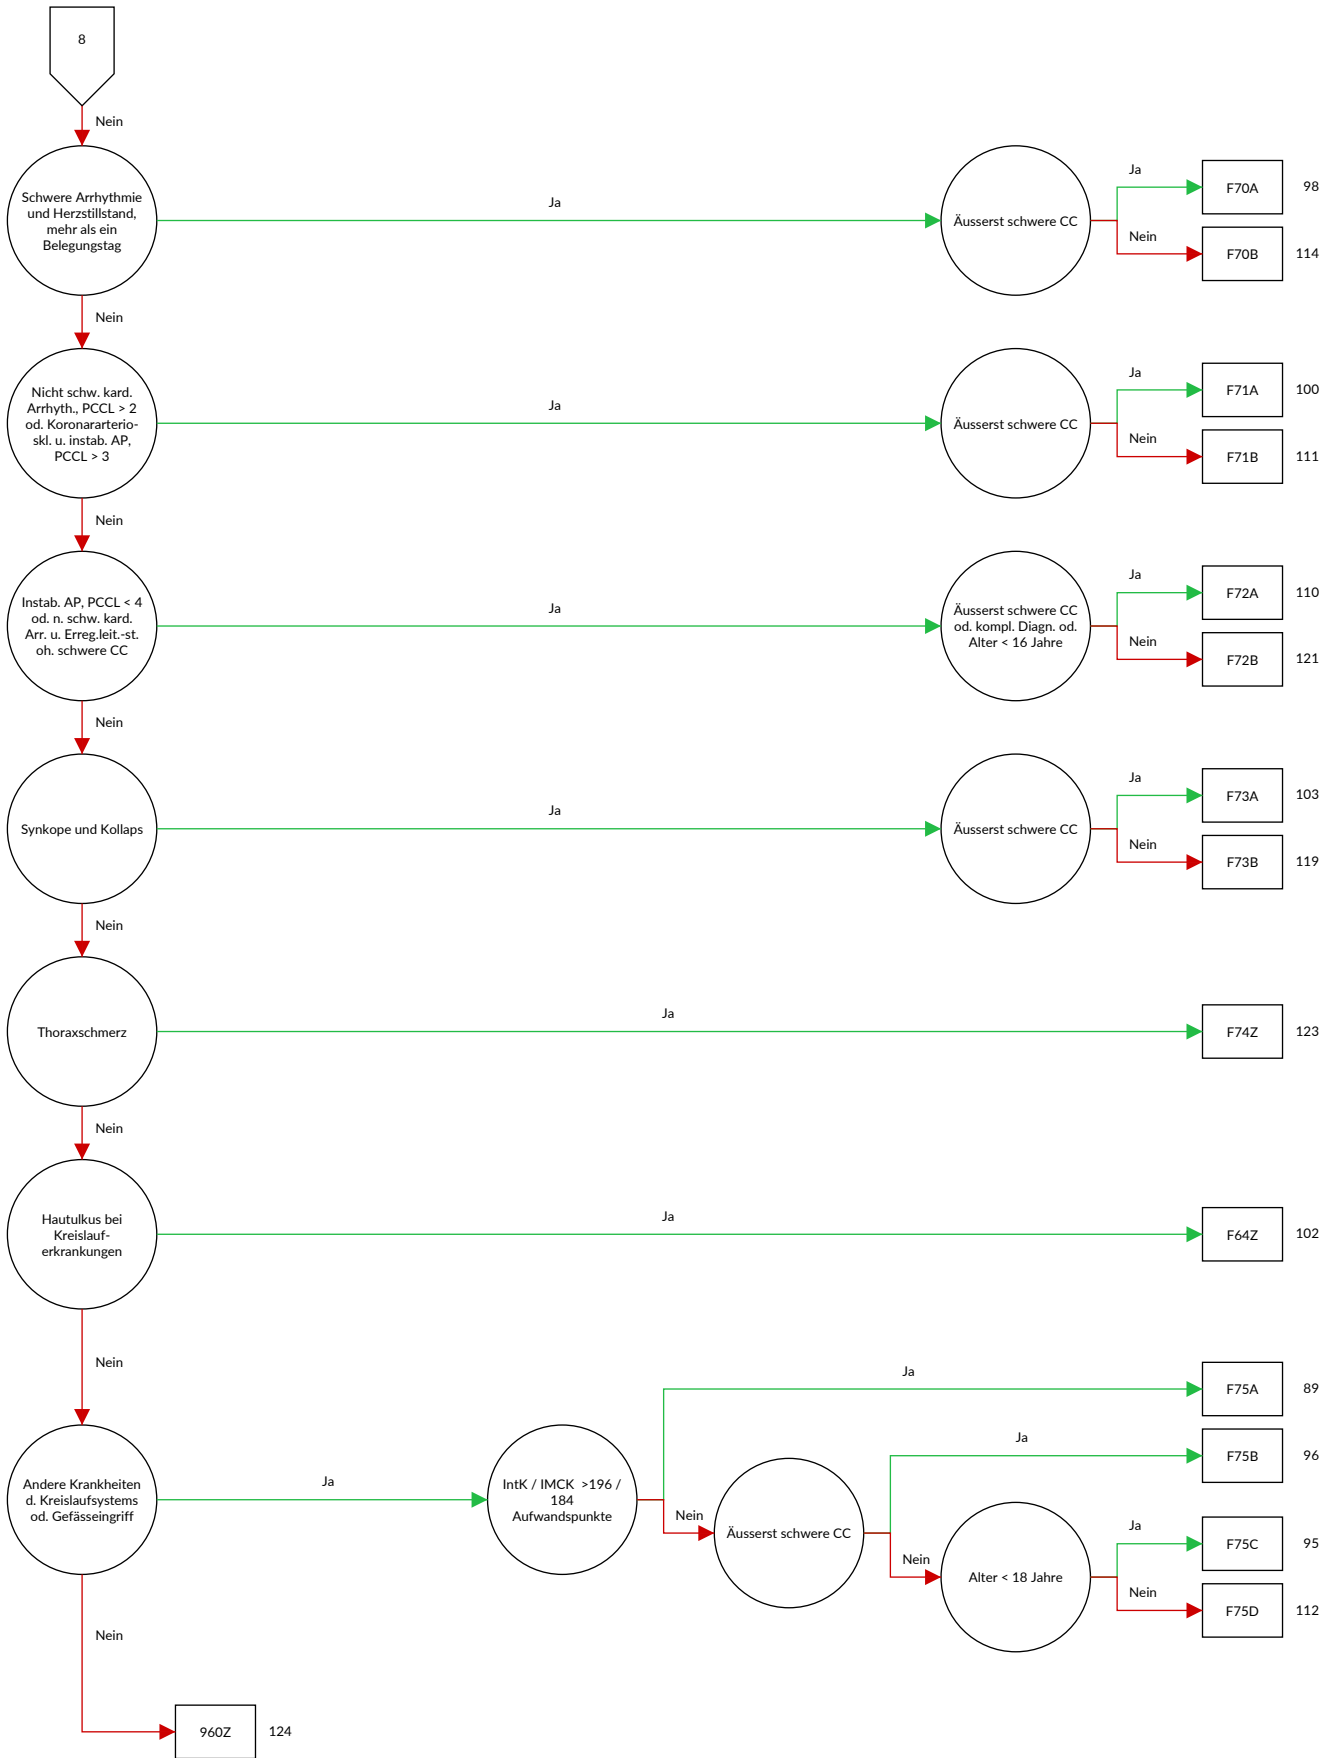 8
Nein
Schwere Arrhythmie
und Herzstillstand,
mehr als ein
Belegungstag
Ja
Äusserst schwere CC
Ja
F70A
98
Nein
F70B
114
Nein
Nicht schw. kard.
Arrhyth., PCCL > 2
od. Koronararterio-
skl. u. instab. AP,
PCCL > 3
Ja
Äusserst schwere CC
Ja
F71A
100
Nein
F71B
111
Nein
Instab. AP, PCCL < 4
od. n. schw. kard.
Arr. u. Erreg.leit.-st.
oh. schwere CC
Ja
Äusserst schwere CC
od. kompl. Diagn. od.
Alter < 16 Jahre
Ja
F72A
110
Nein
F72B
121
Nein
Synkope und Kollaps
Ja
Äusserst schwere CC
Ja
F73A
103
Nein
F73B
119
Nein
Thoraxschmerz
Ja
F74Z
123
Nein
Hautulkus bei
Kreislauf-
erkrankungen
Ja
F64Z
102
Nein
Andere Krankheiten
d. Kreislaufsystems
od. Gefässeingriff
Ja
IntK / IMCK >196 /
184
Aufwandspunkte
Ja
F75A
89
Nein
Äusserst schwere CC
Ja
F75B
96
Nein
Alter < 18 Jahre
Ja
F75C
95
Nein
F75D
112
Nein
960Z
124